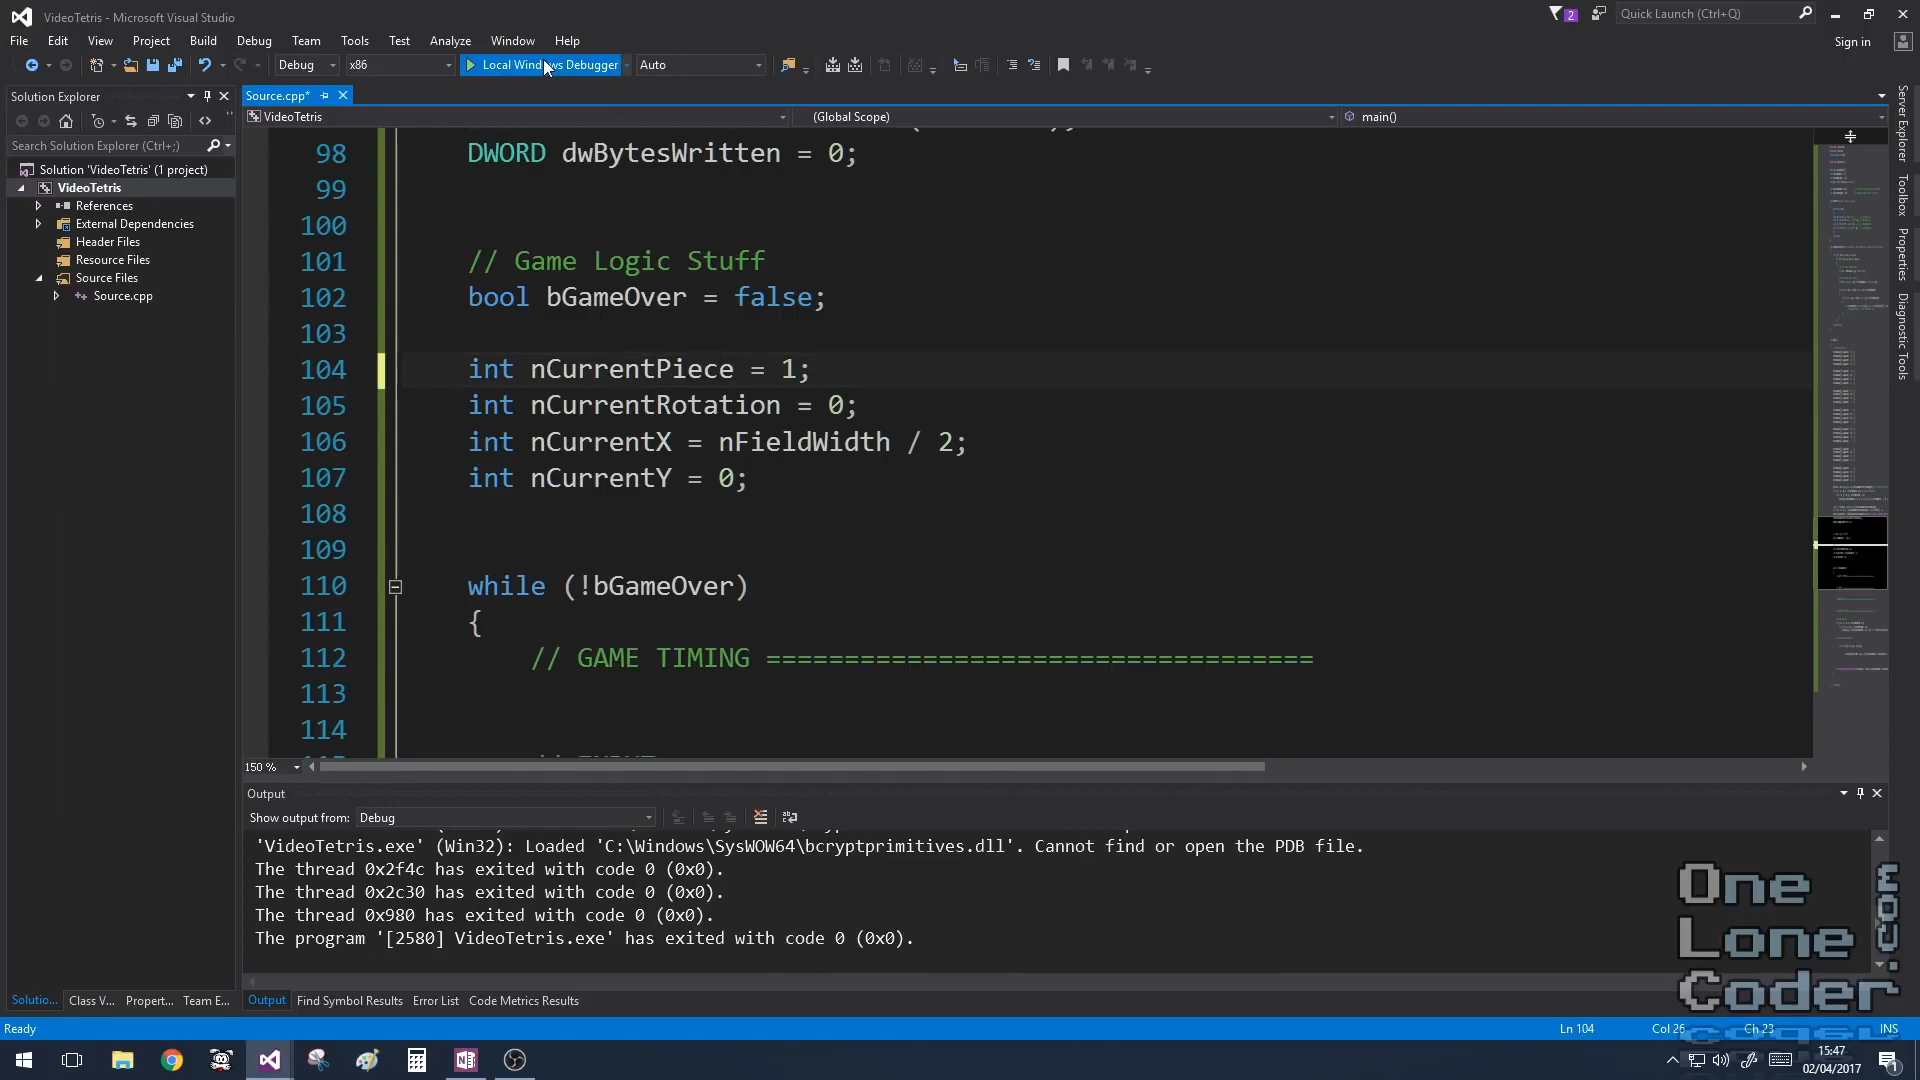 VideoTetris - Microsoft Visual Studio
2
Quick Launch (Ctrl+Q)
File Edit View Project Build Debug Team Tools Test Analyze Window Help
Sign in
Debug x86 Local Windows Debugger Auto
Solution Explorer
Source.cpp*
VideoTetris (Global Scope) main()
Search Solution Explorer (Ctrl+;)
Solution 'VideoTetris' (1 project)
VideoTetris
References
External Dependencies
Header Files
Resource Files
Source Files
Source.cpp
98 DWORD dwBytesWritten = 0;
99
100
101 // Game Logic Stuff
102 bool bGameOver = false;
103
104 int nCurrentPiece = 1;
105 int nCurrentRotation = 0;
106 int nCurrentX = nFieldWidth / 2;
107 int nCurrentY = 0;
108
109
110 while (!bGameOver)
111 {
112 // GAME TIMING ===================================
113
114
150 %
Server Explorer
Toolbox
Properties
Diagnostic Tools
Output
Show output from: Debug
'VideoTetris.exe' (Win32): Loaded 'C:\Windows\SysWOW64\bcryptprimitives.dll'. Cannot find or open the PDB file.
The thread 0x2f4c has exited with code 0 (0x0).
The thread 0x2c30 has exited with code 0 (0x0).
The thread 0x980 has exited with code 0 (0x0).
The program '[2580] VideoTetris.exe' has exited with code 0 (0x0).
One
Lone
Coder
Solutio... Class V... Propert... Team E...
Output Find Symbol Results Error List Code Metrics Results
Ready Ln 104 Col 26 Ch 23 INS
15:47
02/04/2017
1